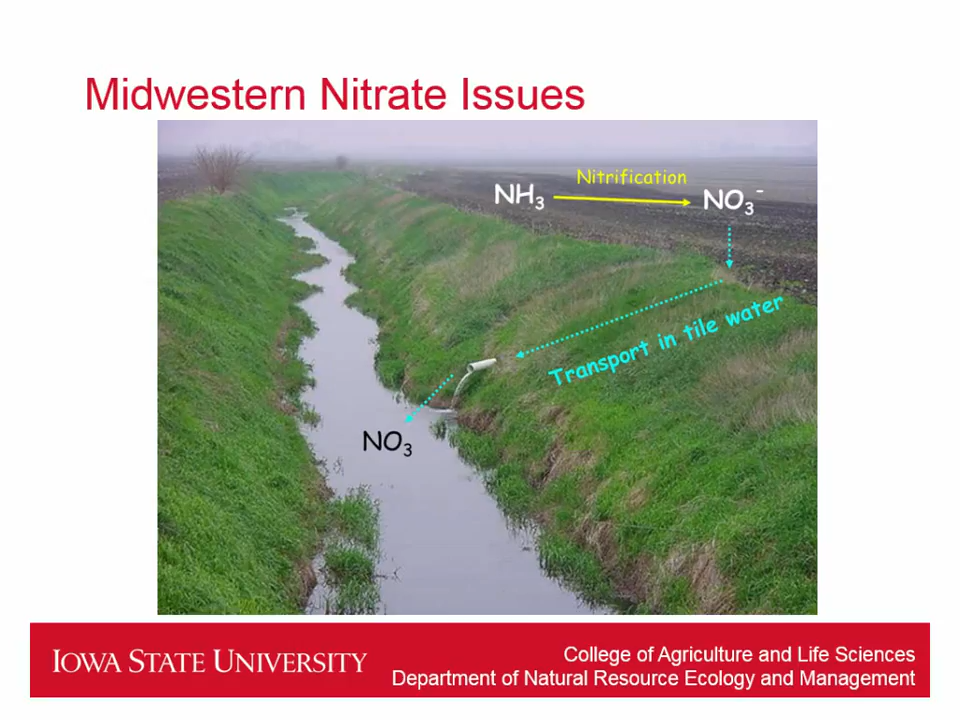 Midwestern Nitrate Issues
NH₃
Nitrification
NO₃⁻
Transport in tile water
NO₃
IOWA STATE UNIVERSITY
College of Agriculture and Life Sciences
Department of Natural Resource Ecology and Management